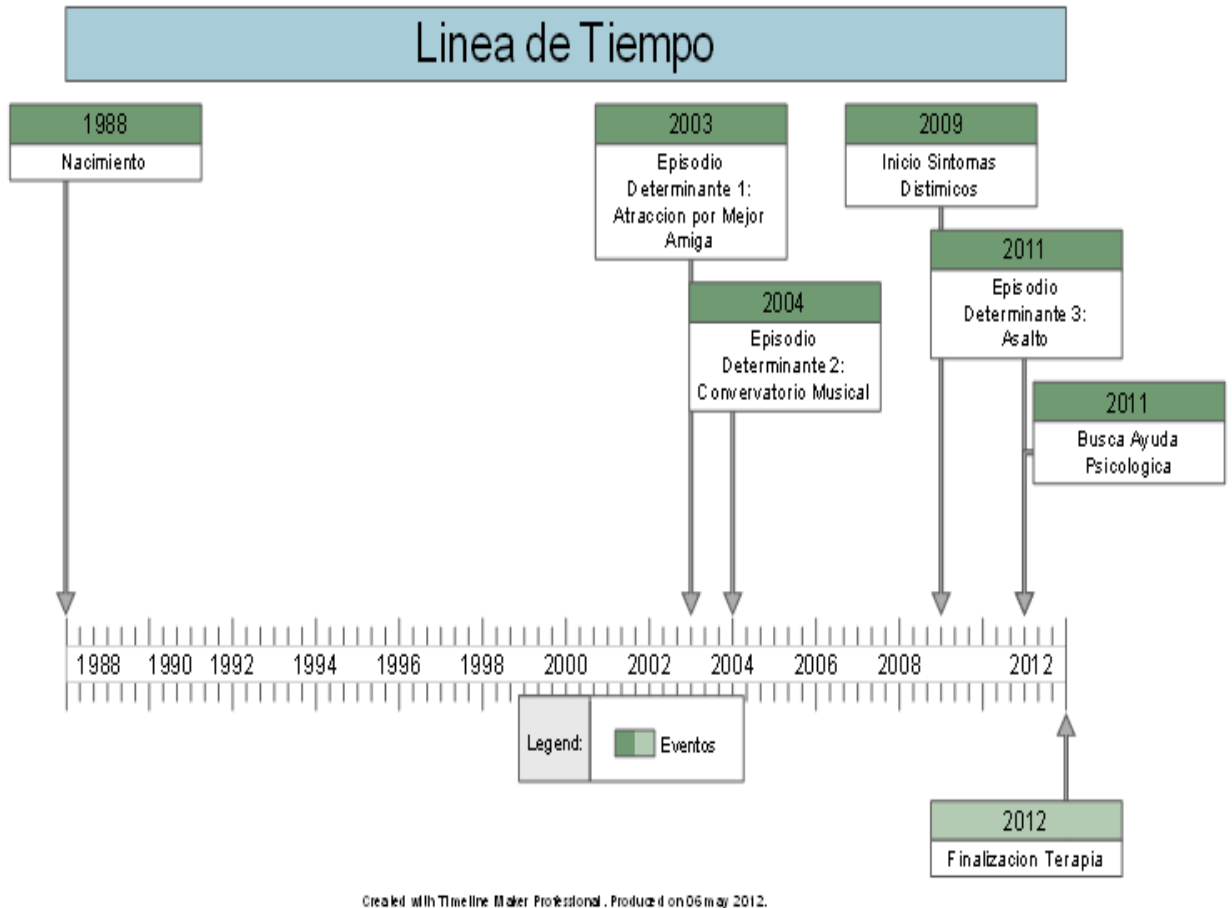 Linea de Tiempo
1988
Nacimiento
2003
Episodio
Determinante 1:
Atraccion por Mejor
Amiga
2004
Episodio
Determinante 2:
Convervatorio Musical
2009
Inicio Sintomas
Distimicos
2011
Episodio
Determinante 3:
Asalto
2011
Busca Ayuda
Psicologica
1988 1990 1992 1994 1996 1998 2000 2002 2004 2006 2008 2012
Legend: Eventos
2012
Finalizacion Terapia
Created with Timeline Maker Professional. Produced on 06 may 2012.